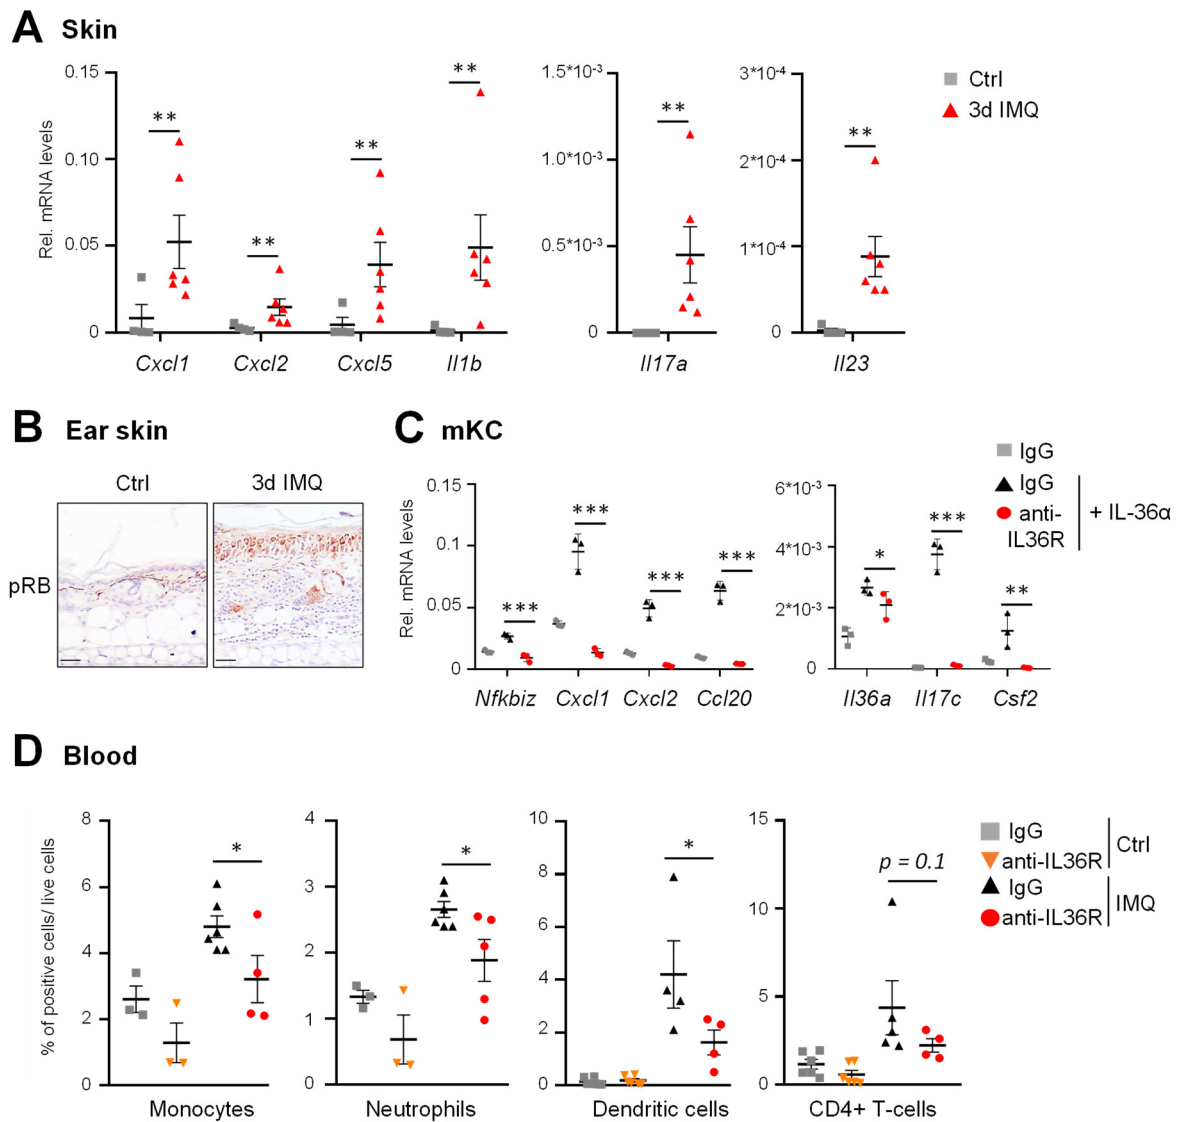 A Skin
Rel. mRNA levels
0.15
0.10
0.05
0
** ** ** **
Cxcl1 Cxcl2 Cxcl5 Il1b
1.5*10-3
1.0*10-3
0.5*10-3
0
**
Il17a
3*10-4
2*10-4
1*10-4
0
**
Il23
Ctrl
3d IMQ
B Ear skin
Ctrl 3d IMQ
pRB
C mKC
Rel. mRNA levels
0.15
0.1
0.05
0
*** *** *** ***
Nfkbiz Cxcl1 Cxcl2 Ccl20
6*10-3
4*10-3
2*10-3
0
* *** **
Il36a Il17c Csf2
IgG
IgG
anti-
IL36R
+ IL-36α
D Blood
% of positive cells/ live cells
8
6
4
2
0
*
Monocytes
4
3
2
1
0
*
Neutrophils
10
8
6
4
2
0
*
Dendritic cells
15
10
5
0
p = 0.1
CD4+ T-cells
IgG
anti-IL36R
Ctrl
IgG
anti-IL36R
IMQ